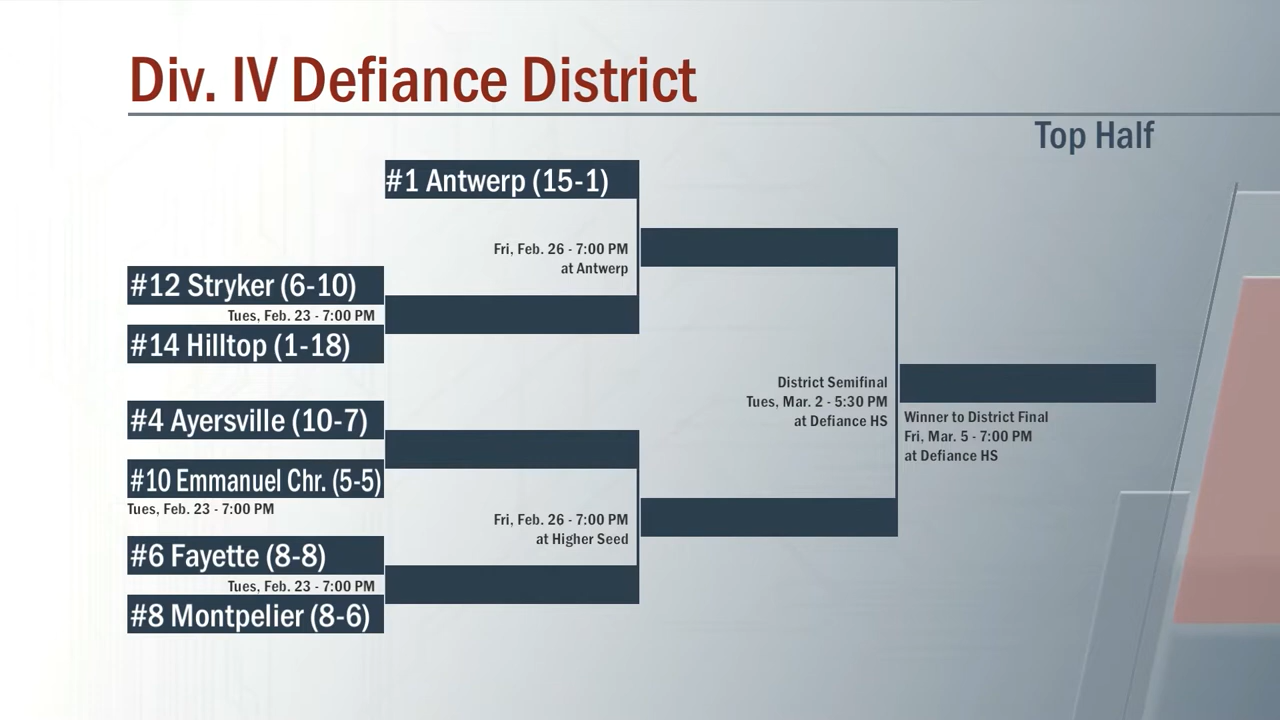 Div. IV Defiance District
Top Half
#1 Antwerp (15-1)
Fri, Feb. 26 - 7:00 PM
at Antwerp
#12 Stryker (6-10)
Tues, Feb. 23 - 7:00 PM
#14 Hilltop (1-18)
#4 Ayersville (10-7)
#10 Emmanuel Chr. (5-5)
Tues, Feb. 23 - 7:00 PM
Fri, Feb. 26 - 7:00 PM
at Higher Seed
#6 Fayette (8-8)
Tues, Feb. 23 - 7:00 PM
#8 Montpelier (8-6)
District Semifinal
Tues, Mar. 2 - 5:30 PM
at Defiance HS
Winner to District Final
Fri, Mar. 5 - 7:00 PM
at Defiance HS